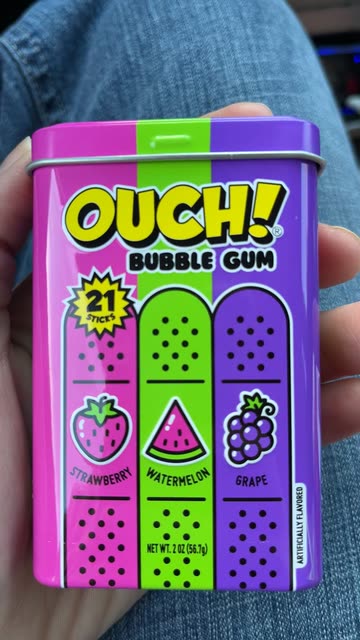 OUCH!®
BUBBLE GUM
21
STICKS
STRAWBERRY
WATERMELON
GRAPE
NET WT. 2 OZ (56.7g)
ARTIFICIALLY FLAVORED